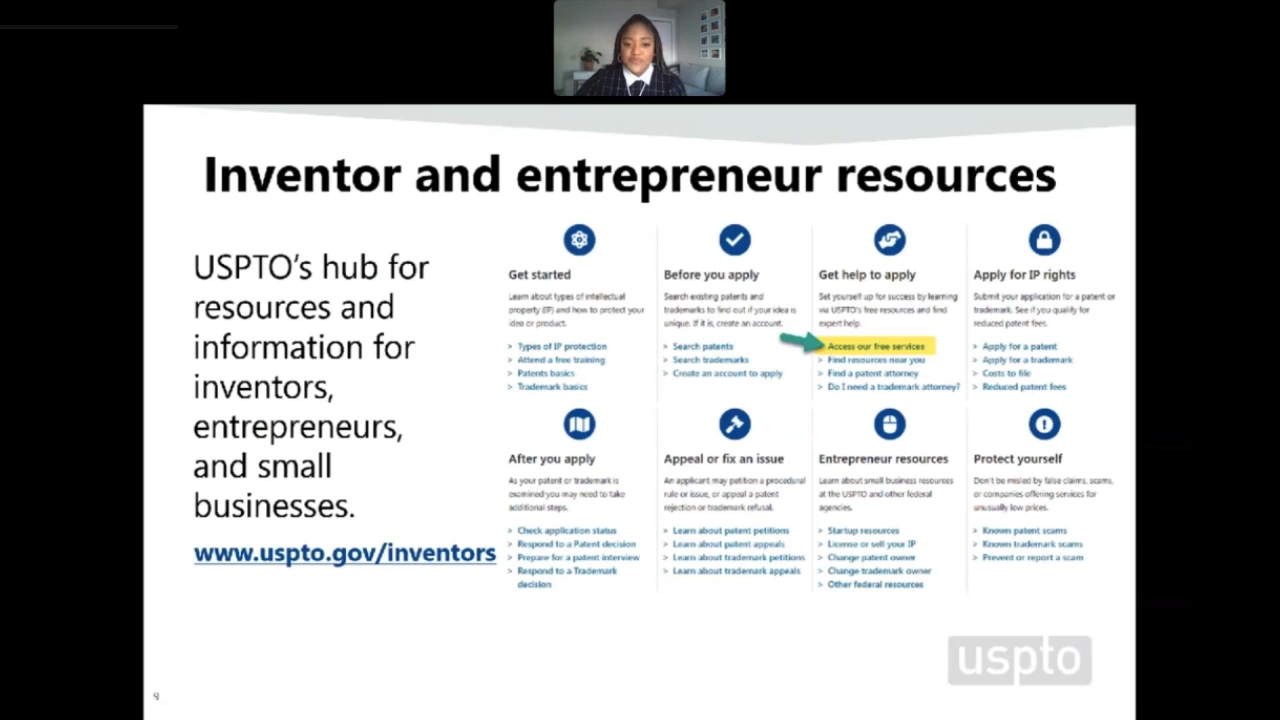 Inventor and entrepreneur resources
USPTO's hub for
resources and
information for
inventors,
entrepreneurs,
and small
businesses.
www.uspto.gov/inventors
Get started
Learn about types of intellectual
property (IP) and how to protect your
idea or product.
> Types of IP protection
> Attend a free training
> Patents basics
> Trademark basics
Before you apply
Search existing patents and
trademarks to find out if your idea is
unique. If it is, create an account.
> Search patents
> Search trademarks
> Create an account to apply
Get help to apply
Set yourself up for success by learning
via USPTO's free resources and find
expert help.
Access our free services
> Find resources near you
> Find a patent attorney
> Do I need a trademark attorney?
Apply for IP rights
Submit your application for a patent or
trademark. See if you qualify for
reduced patent fees.
> Apply for a patent
> Apply for a trademark
> Costs to file
> Reduced patent fees
After you apply
As your patent or trademark is
examined you may need to take
additional steps.
> Check application status
> Respond to a Patent decision
> Prepare for a patent interview
> Respond to a Trademark
decision
Appeal or fix an issue
An applicant may petition a procedural
rule or issue, or appeal a patent
rejection or trademark refusal.
> Learn about patent petitions
> Learn about patent appeals
> Learn about trademark petitions
> Learn about trademark appeals
Entrepreneur resources
Learn about small business resources
at the USPTO and other federal
agencies.
> Startup resources
> License or sell your IP
> Change patent owner
> Change trademark owner
> Other federal resources
Protect yourself
Don't be misled by false claims, scams,
or companies offering services for
unusually low prices.
> Known patent scams
> Known trademark scams
> Prevent or report a scam
uspto
9